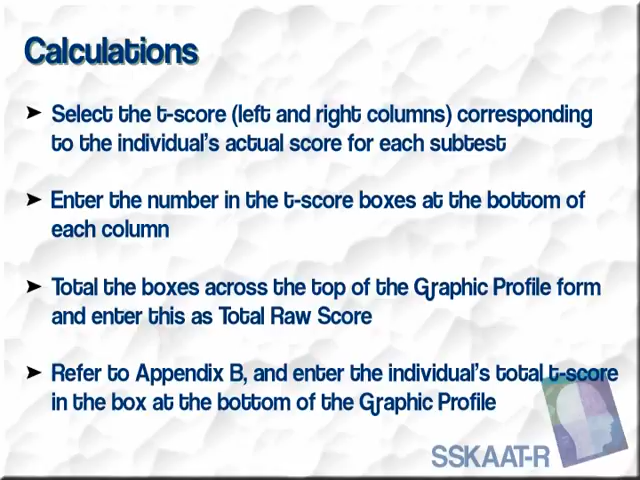 Calculations
➤ Select the t-score (left and right columns) corresponding
to the individual's actual score for each subtest
➤ Enter the number in the t-score boxes at the bottom of
each column
➤ Total the boxes across the top of the Graphic Profile form
and enter this as Total Raw Score
➤ Refer to Appendix B, and enter the individual's total t-score
in the box at the bottom of the Graphic Profile
SSKAAT-R